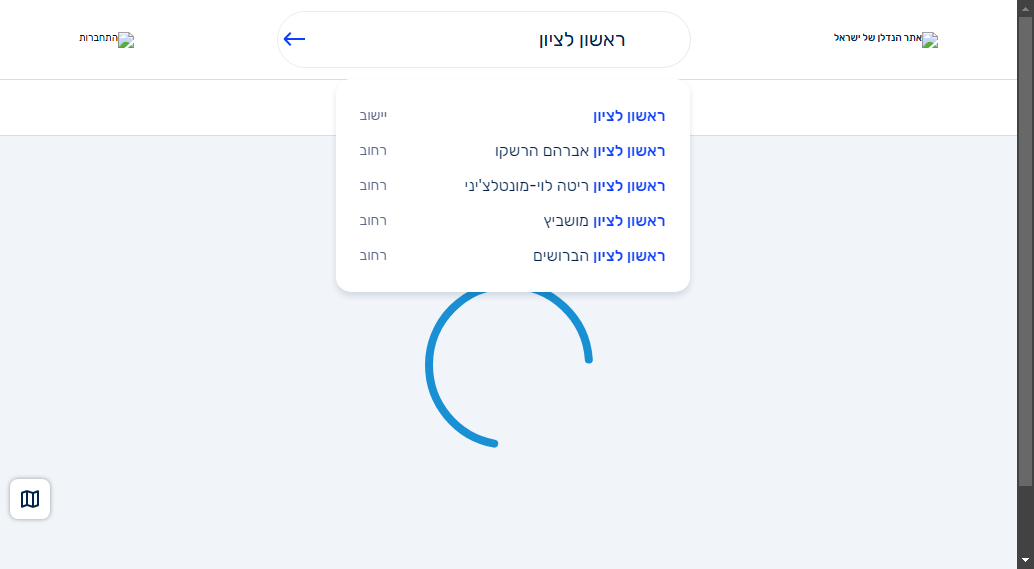 אתר הנדלן של ישראל
ראשון לציון
התחברות
ראשון לציון יישוב
ראשון לציון אברהם הרשקו רחוב
ראשון לציון ריטה לוי-מונטלצ'יני רחוב
ראשון לציון מושביץ רחוב
ראשון לציון הברושים רחוב